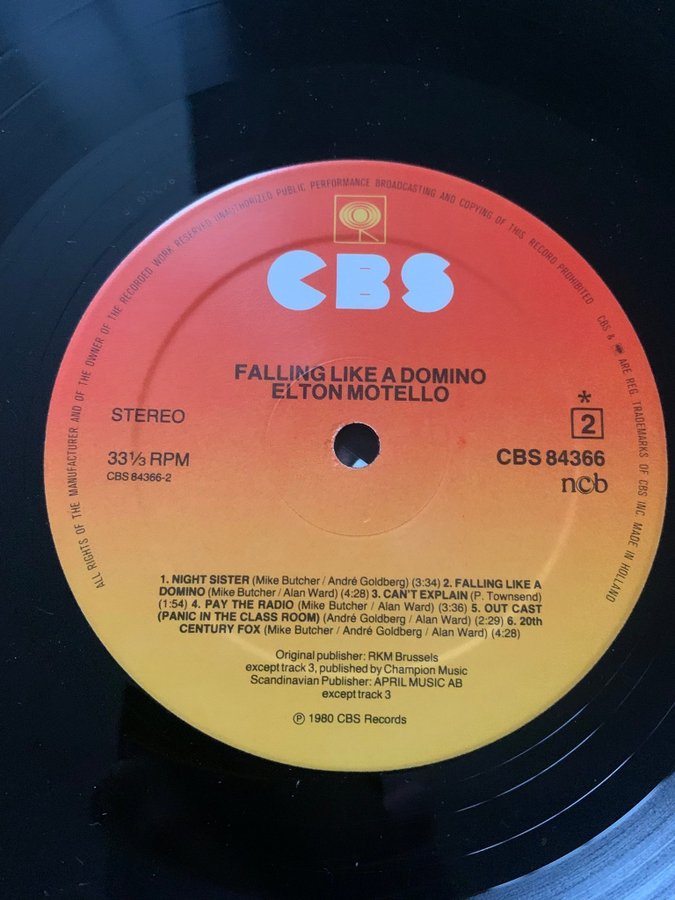 ALL RIGHTS OF THE MANUFACTURER AND OF THE OWNER OF THE RECORDED WORK RESERVED UNAUTHORIZED PUBLIC PERFORMANCE BROADCASTING AND COPYING OF THIS RECORD PROHIBITED
CBS & ARE REG. TRADEMARKS OF CBS INC. MADE IN HOLLAND
CBS
FALLING LIKE A DOMINO
ELTON MOTELLO
STEREO
*
2
33⅓ RPM
CBS 84366
CBS 84366-2
ncb
1. NIGHT SISTER (Mike Butcher / André Goldberg) (3:34) 2. FALLING LIKE A
DOMINO (Mike Butcher / Alan Ward) (4:28) 3. CAN'T EXPLAIN (P. Townsend)
(1:54) 4. PAY THE RADIO (Mike Butcher / Alan Ward) (3:36) 5. OUT CAST
(PANIC IN THE CLASS ROOM) (André Goldberg / Alan Ward) (2:29) 6. 20th
CENTURY FOX (Mike Butcher / André Goldberg / Alan Ward) (4:28)
Original publisher: RKM Brussels
except track 3, published by Champion Music
Scandinavian Publisher: APRIL MUSIC AB
except track 3
℗ 1980 CBS Records